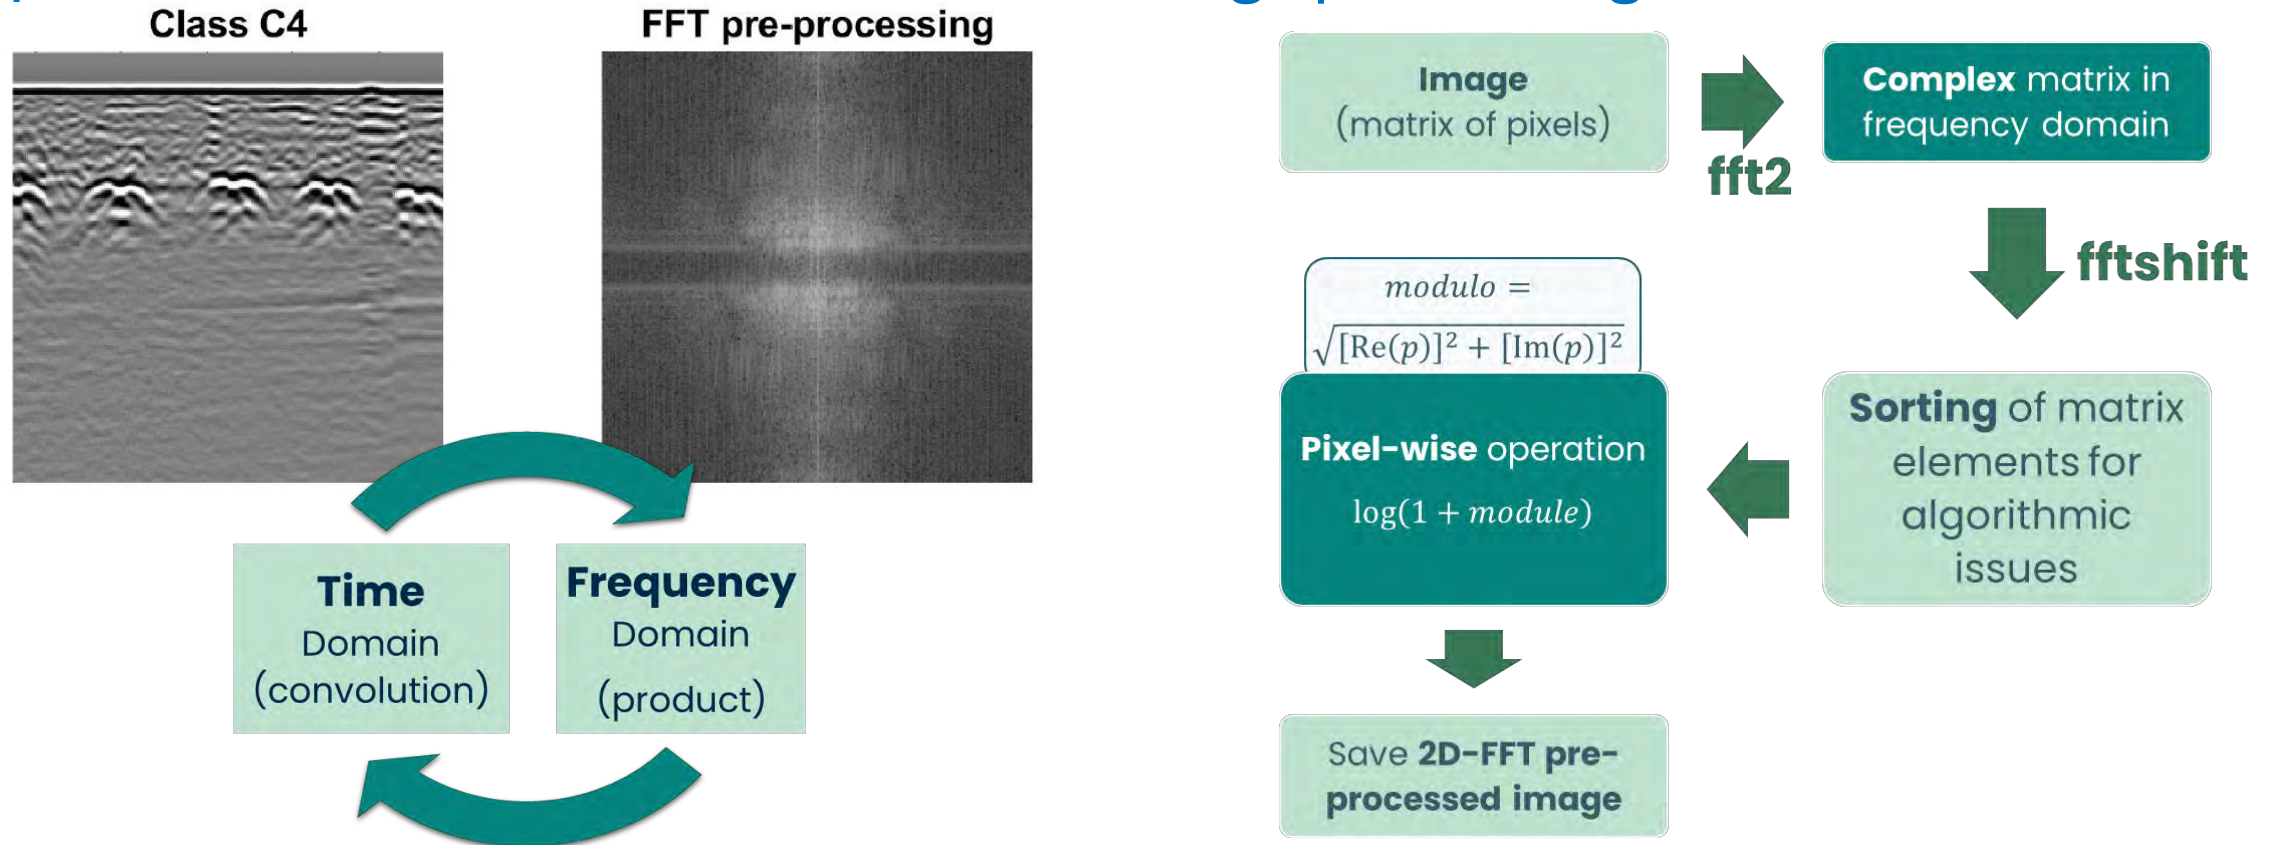 Class C4
FFT pre-processing
Time
Domain
(convolution)
Frequency
Domain
(product)
Image
(matrix of pixels)
fft2
Complex matrix in
frequency domain
fftshift
Sorting of matrix
elements for
algorithmic
issues
modulo =
√[Re(p)]² + [Im(p)]²
Pixel-wise operation
log(1 + module)
Save 2D-FFT pre-
processed image